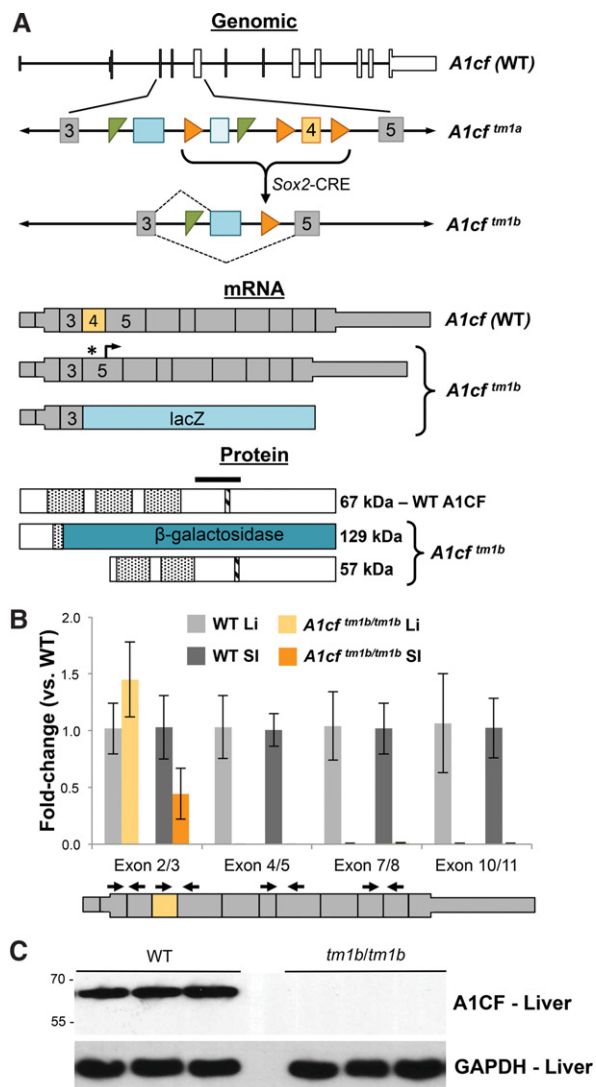 A
Genomic
A1cf (WT)
3 4 5 A1cf tm1a
Sox2-CRE
3 5 A1cf tm1b
mRNA
3 4 5 A1cf (WT)
*
3 5
A1cf tm1b
3 lacZ
Protein
67 kDa – WT A1CF
β-galactosidase 129 kDa
A1cf tm1b
57 kDa
B
Fold-change (vs. WT)
2.0
1.5
1.0
0.5
0.0
WT Li A1cf tm1b/tm1b Li
WT SI A1cf tm1b/tm1b SI
Exon 2/3 Exon 4/5 Exon 7/8 Exon 10/11
C
WT tm1b/tm1b
70 -
55 -
A1CF - Liver
GAPDH - Liver